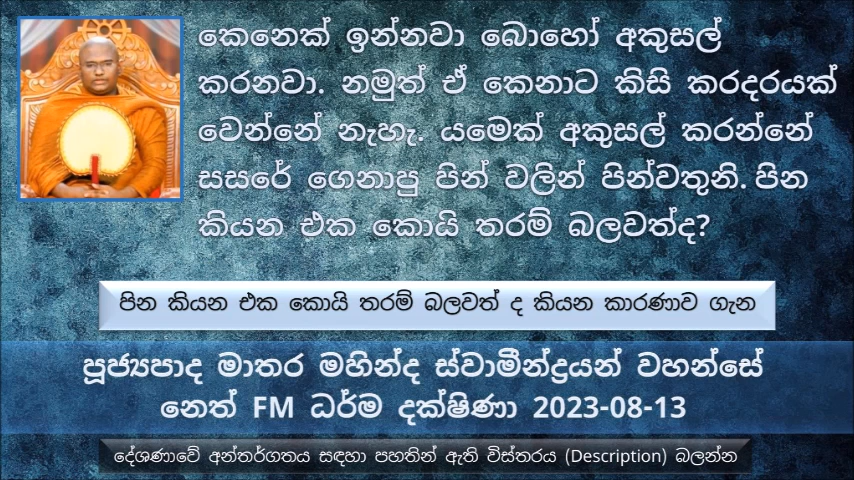 කෙනෙක් ඉන්නවා බොහෝ අකුසල්
කරනවා. නමුත් ඒ කෙනාට කිසි කරදරයක්
වෙන්නේ නැහැ. යමෙක් අකුසල් කරන්නේ
සසරේ ගෙනාපු පින් වලින් පින්වතුනි. පින
කියන එක කොයි තරම් බලවත්ද?
පින කියන එක කොයි තරම් බලවත් ද කියන කාරණාව ගැන
පූජ්‍යපාද මාතර මහින්ද ස්වාමීන්ද්‍රයන් වහන්සේ
නෙත් FM ධර්ම දක්ෂිණා 2023-08-13
දේශණාවේ අන්තර්ගතය සඳහා පහතින් ඇති විස්තරය (Description) බලන්න